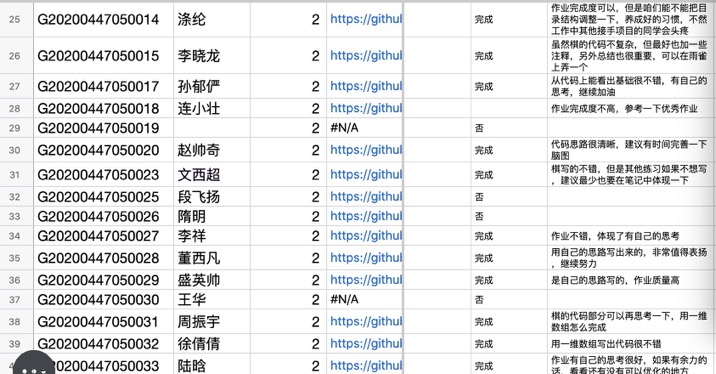 25 G20200447050014 涤纶 2 https://githul 完成 作业完成度可以，但是咱们能不能把目
录结构调整一下，养成好的习惯，不然
工作中其他接手项目的同学会头疼
26 G20200447050015 李晓龙 2 https://githul 完成 虽然棋的代码不复杂，但最好也加一些
注释，另外总结也很重要，可以在雨雀
上弄一个
27 G20200447050017 孙郁俨 2 https://githul 完成 从代码上能看出基础很不错，有自己的
思考，继续加油
28 G20200447050018 连小壮 2 https://githul 作业完成度不高，参考一下优秀作业
29 G20200447050019 2 #N/A 否
30 G20200447050020 赵帅奇 2 https://githul 完成 代码思路很清晰，建议有时间完善一下
脑图
31 G20200447050023 文西超 2 https://githul 完成 棋写的不错，但是其他练习如果不想写
，建议最少也要在笔记中体现一下
32 G20200447050025 段飞扬 2 https://githul 否
33 G20200447050026 隋明 2 https://githul 否
34 G20200447050027 李祥 2 https://githul 完成 作业不错，体现了有自己的思考
35 G20200447050028 董西凡 2 https://githul 完成 用自己的思路写出来的，非常值得表扬
，继续努力
36 G20200447050029 盛英帅 2 https://githul 完成 是自己的思路写的，作业质量高
37 G20200447050030 王华 2 #N/A 否
38 G20200447050031 周振宇 2 https://githul 完成 棋的代码部分可以再思考一下，用一维
数组怎么完成
39 G20200447050032 徐倩倩 2 https://githul 完成 用一维数组写出代码很不错
G20200447050033 陆晗 2 https://githul 完成 作业有自己的思考很好，如果有余力的
话，看看还有没有可以优化的地方